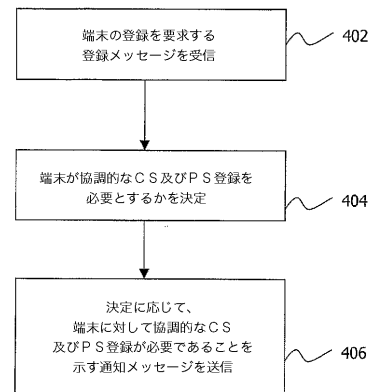 端末の登録を要求する
登録メッセージを受信
402
端末が協調的なＣＳ及びＰＳ登録を
必要とするかを決定
404
決定に応じて、
端末に対して協調的なＣＳ
及びＰＳ登録が必要であることを
示す通知メッセージを送信
406